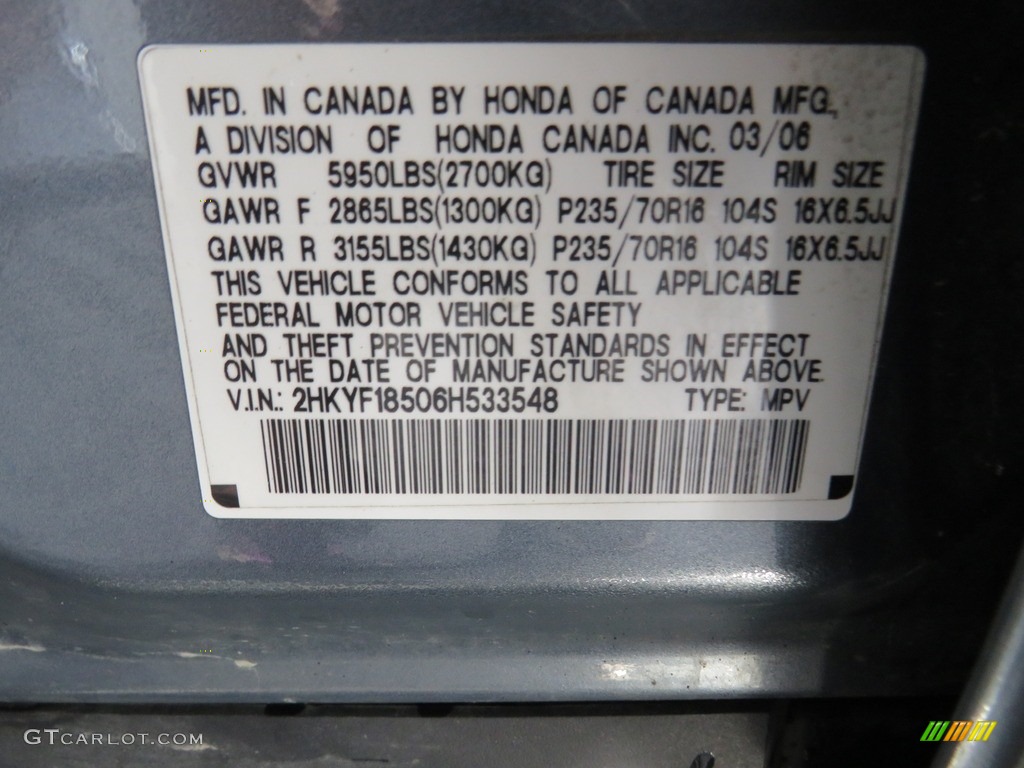 MFD. IN CANADA BY HONDA OF CANADA MFG.,
A DIVISION OF HONDA CANADA INC. 03/06
GVWR 5950LBS(2700KG) TIRE SIZE RIM SIZE
GAWR F 2865LBS(1300KG) P235/70R16 104S 16X6.5JJ
GAWR R 3155LBS(1430KG) P235/70R16 104S 16X6.5JJ
THIS VEHICLE CONFORMS TO ALL APPLICABLE
FEDERAL MOTOR VEHICLE SAFETY
AND THEFT PREVENTION STANDARDS IN EFFECT
ON THE DATE OF MANUFACTURE SHOWN ABOVE.
V.I.N.: 2HKYF18506H533548 TYPE: MPV
GTCARLOT.COM